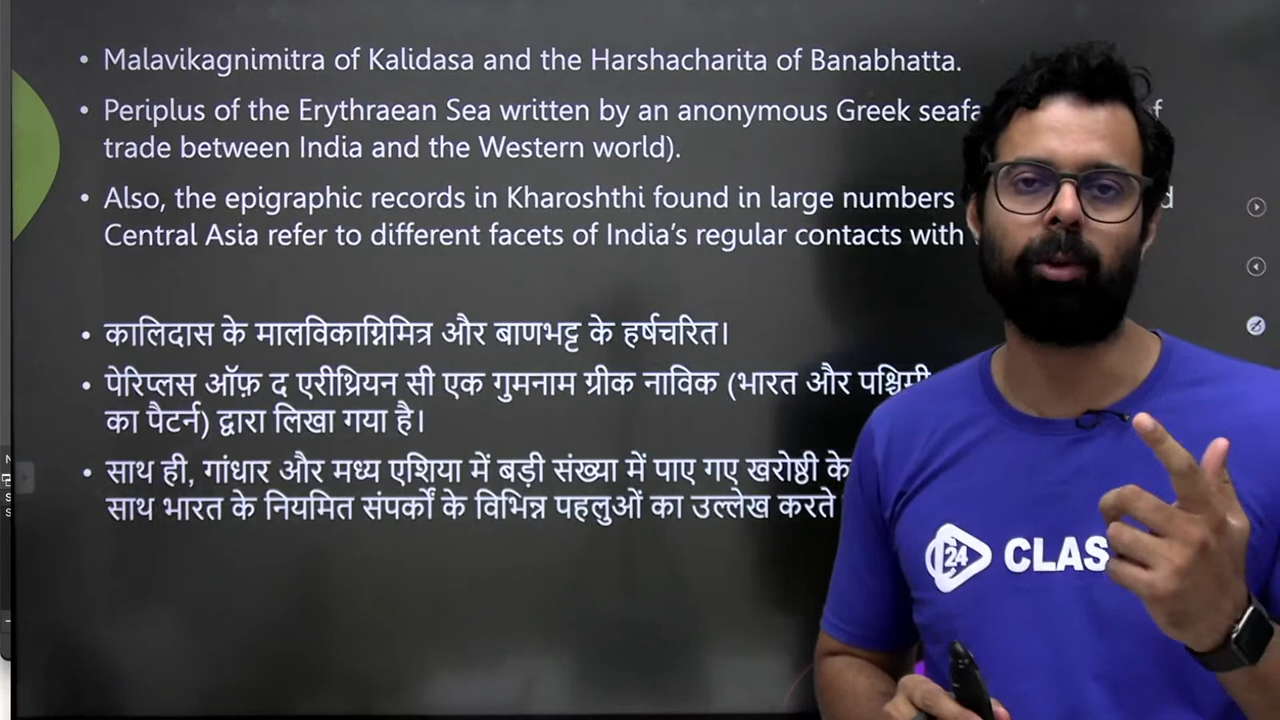 • Malavikagnimitra of Kalidasa and the Harshacharita of Banabhatta.
• Periplus of the Erythraean Sea written by an anonymous Greek f
trade between India and the Western world).
• Also, the epigraphic records in Kharoshthi found in large numbers d
Central Asia refer to different facets of India's regular contacts with
• कालिदास के मालविकाग्निमित्र और बाणभट्ट के हर्षचरित।
• पेरिप्लस ऑफ़ द एरीथ्रियन सी एक गुमनाम ग्रीक नाविक (भारत और पश्चिमी
का पैटर्न) द्वारा लिखा गया है।
• साथ ही, गांधार और मध्य एशिया में बड़ी संख्या में पाए गए खरोष्ठी के
साथ भारत के नियमित संपर्कों के विभिन्न पहलुओं का उल्लेख करते
24 CLAS